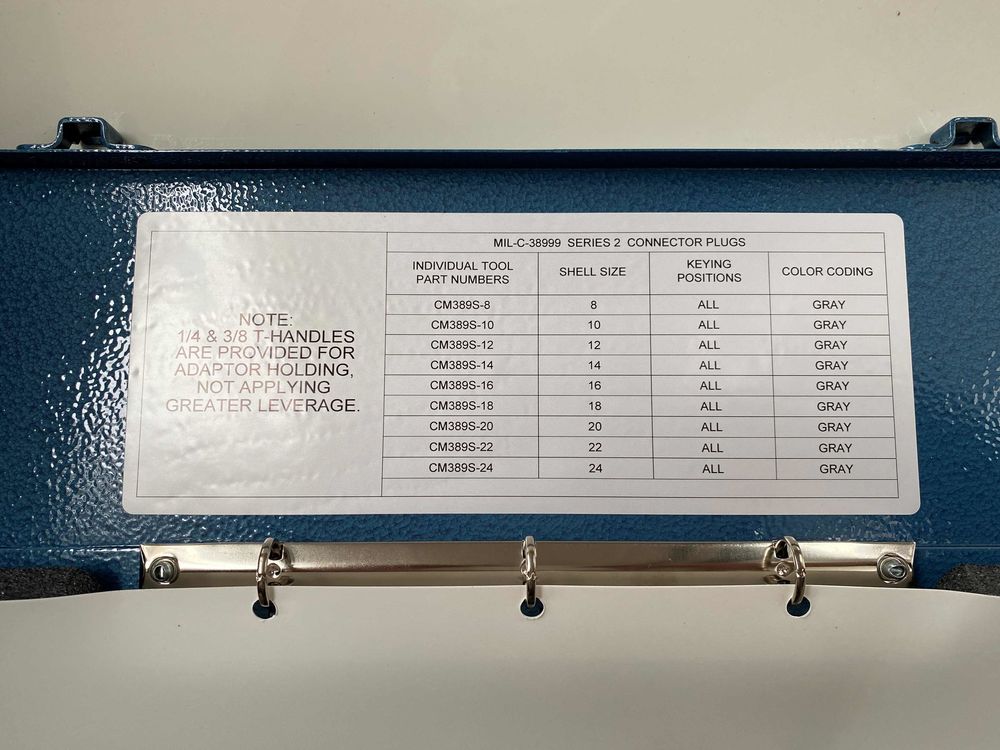 NOTE:
1/4 & 3/8 T-HANDLES
ARE PROVIDED FOR
ADAPTOR HOLDING,
NOT APPLYING
GREATER LEVERAGE.
MIL-C-38999 SERIES 2 CONNECTOR PLUGS
INDIVIDUAL TOOL PART NUMBERS SHELL SIZE KEYING POSITIONS COLOR CODING
CM389S-8 8 ALL GRAY
CM389S-10 10 ALL GRAY
CM389S-12 12 ALL GRAY
CM389S-14 14 ALL GRAY
CM389S-16 16 ALL GRAY
CM389S-18 18 ALL GRAY
CM389S-20 20 ALL GRAY
CM389S-22 22 ALL GRAY
CM389S-24 24 ALL GRAY